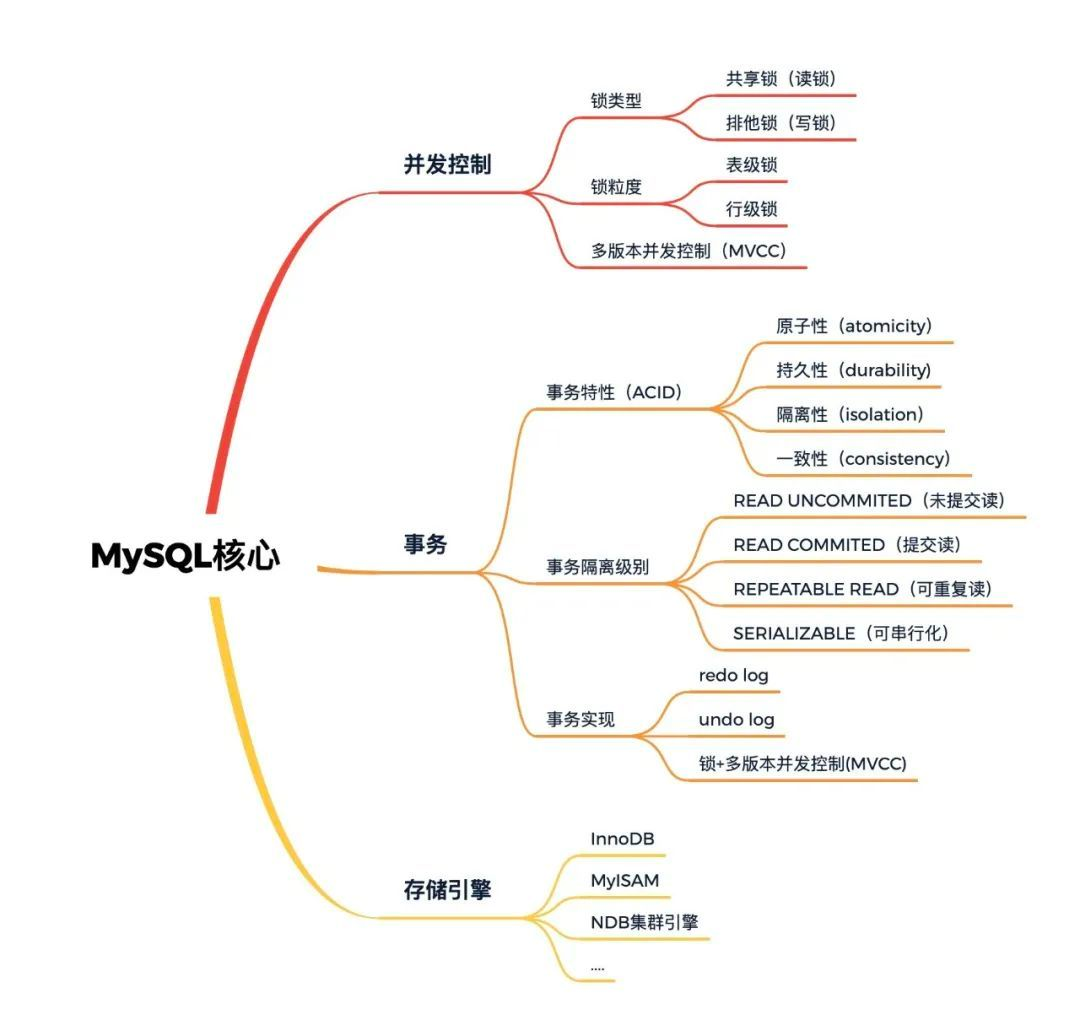 MySQL核心
并发控制
锁类型
共享锁（读锁）
排他锁（写锁）
锁粒度
表级锁
行级锁
多版本并发控制（MVCC）
事务
事务特性（ACID）
原子性（atomicity）
持久性（durability）
隔离性（isolation）
一致性（consistency）
事务隔离级别
READ UNCOMMITED（未提交读）
READ COMMITED（提交读）
REPEATABLE READ（可重复读）
SERIALIZABLE（可串行化）
事务实现
redo log
undo log
锁+多版本并发控制(MVCC)
存储引擎
InnoDB
MyISAM
NDB集群引擎
....